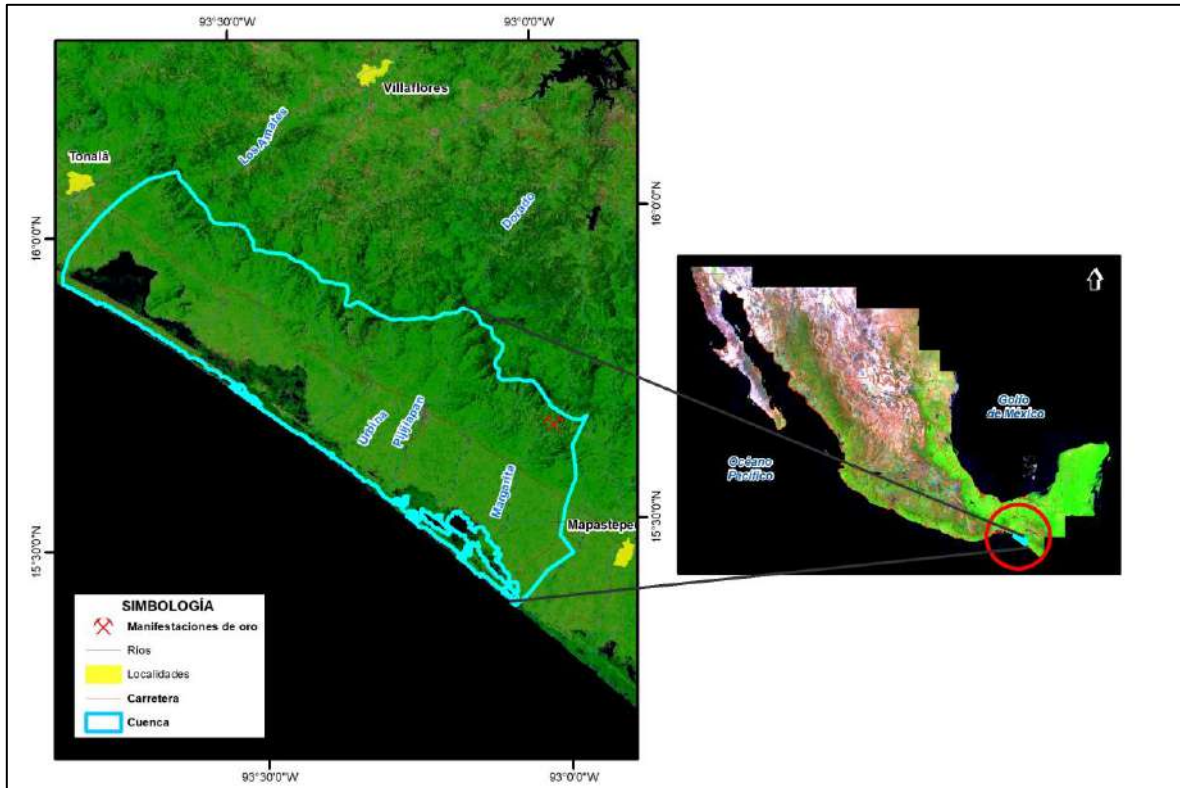 93°30'0"W
93°0'0"W
Villaflores
Los Amates
Tonalá
Dorado
16°0'0"N
16°0'0"N
Urbina
Pijijiapan
Margarita
Mapastepec
15°30'0"N
15°30'0"N
Golfo
de México
Océano
Pacífico
SIMBOLOGÍA
Manifestaciones de oro
Ríos
Localidades
Carretera
Cuenca
93°30'0"W
93°0'0"W